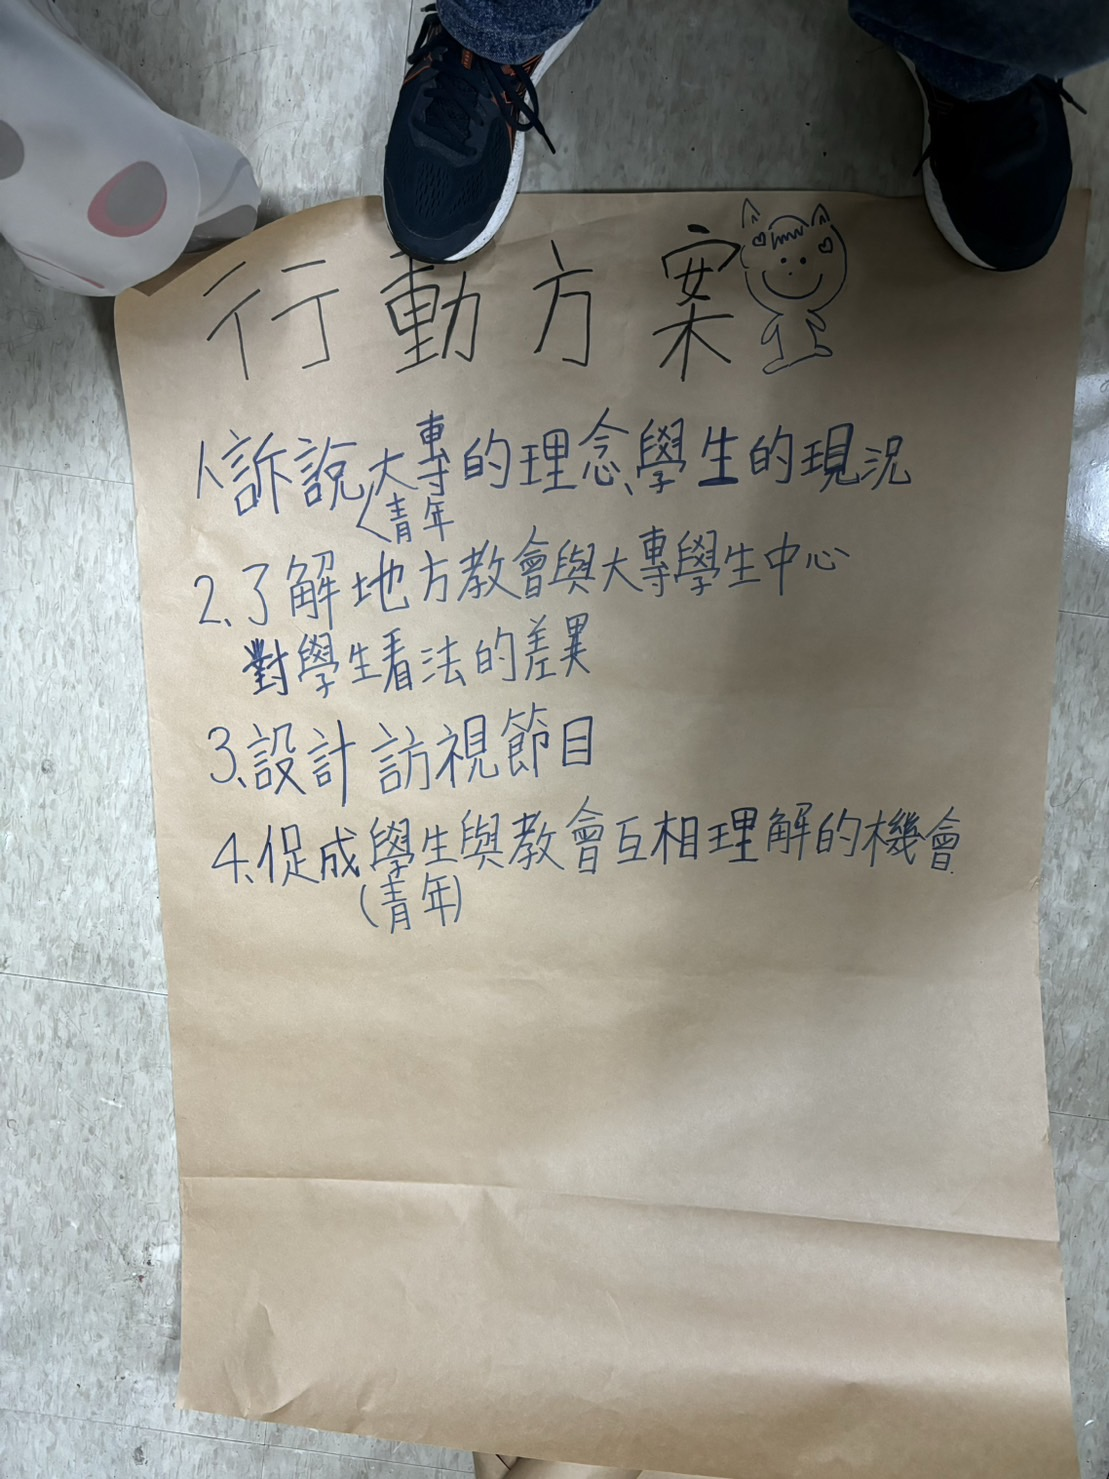 行動方案
1.訴說大專的理念、學生的現況
<青年
2.了解地方教會與大專學生中心
對學生看法的差異
3.設計訪視節目
4.促成學生與教會互相理解的機會
(青年)